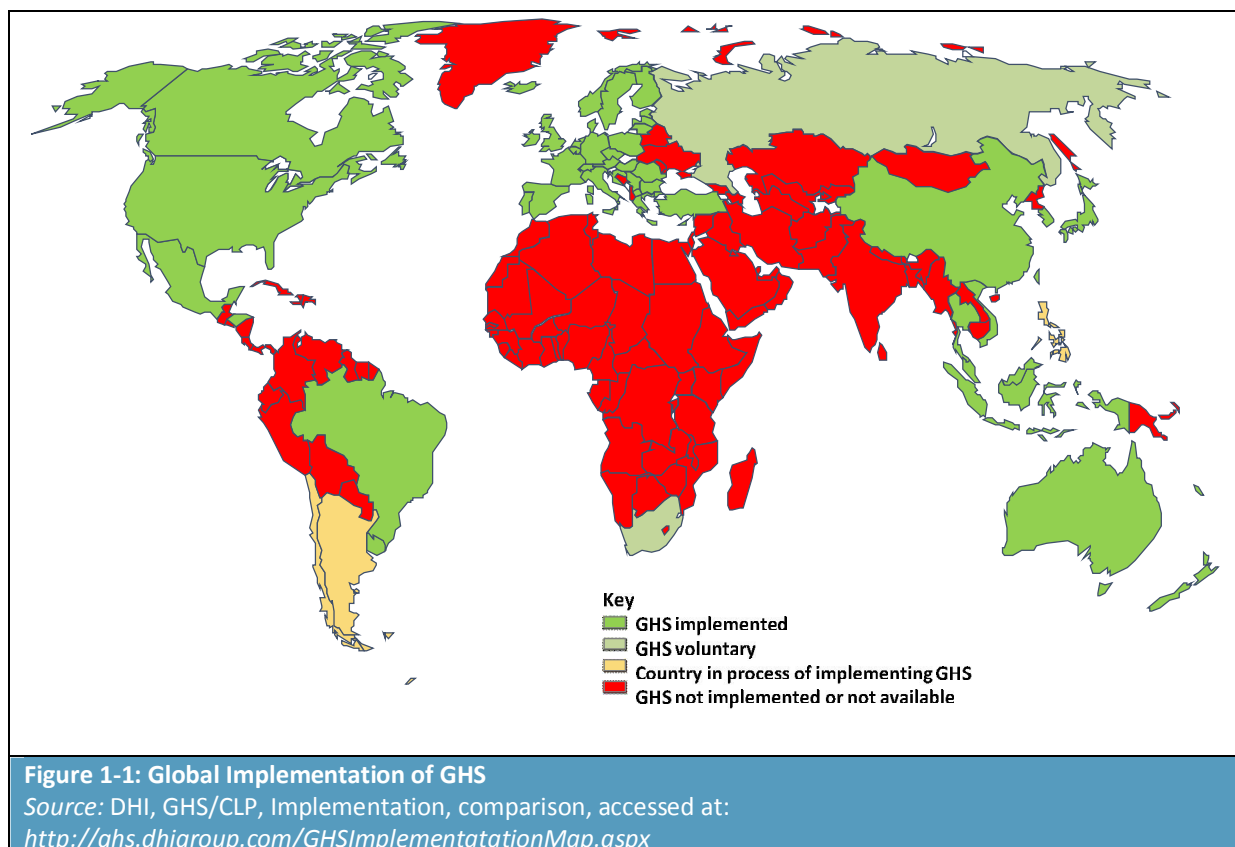 Key
GHS implemented
GHS voluntary
Country in process of implementing GHS
GHS not implemented or not available
Figure 1-1: Global Implementation of GHS
Source: DHI, GHS/CLP, Implementation, comparison, accessed at:
http://ghs.dhigroup.com/GHSImplementatationMap.aspx